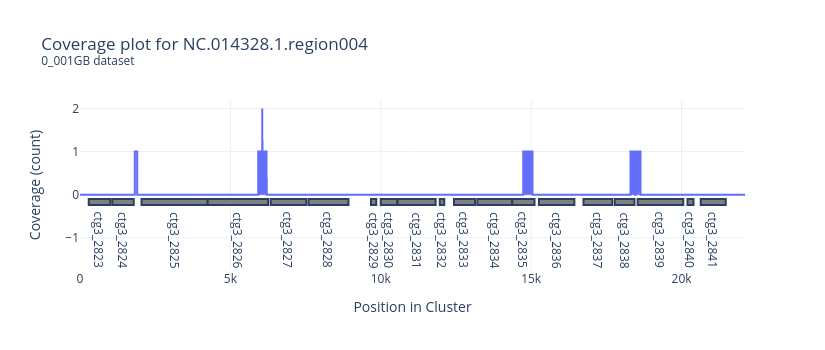 Coverage plot for NC.014328.1.region004
0_001GB dataset
2
1
0
−1
Coverage (count)
ctg3_2823
ctg3_2824
ctg3_2825
ctg3_2826
ctg3_2827
ctg3_2828
ctg3_2829
ctg3_2830
ctg3_2831
ctg3_2832
ctg3_2833
ctg3_2834
ctg3_2835
ctg3_2836
ctg3_2837
ctg3_2838
ctg3_2839
ctg3_2840
ctg3_2841
0 5k 10k 15k 20k
Position in Cluster